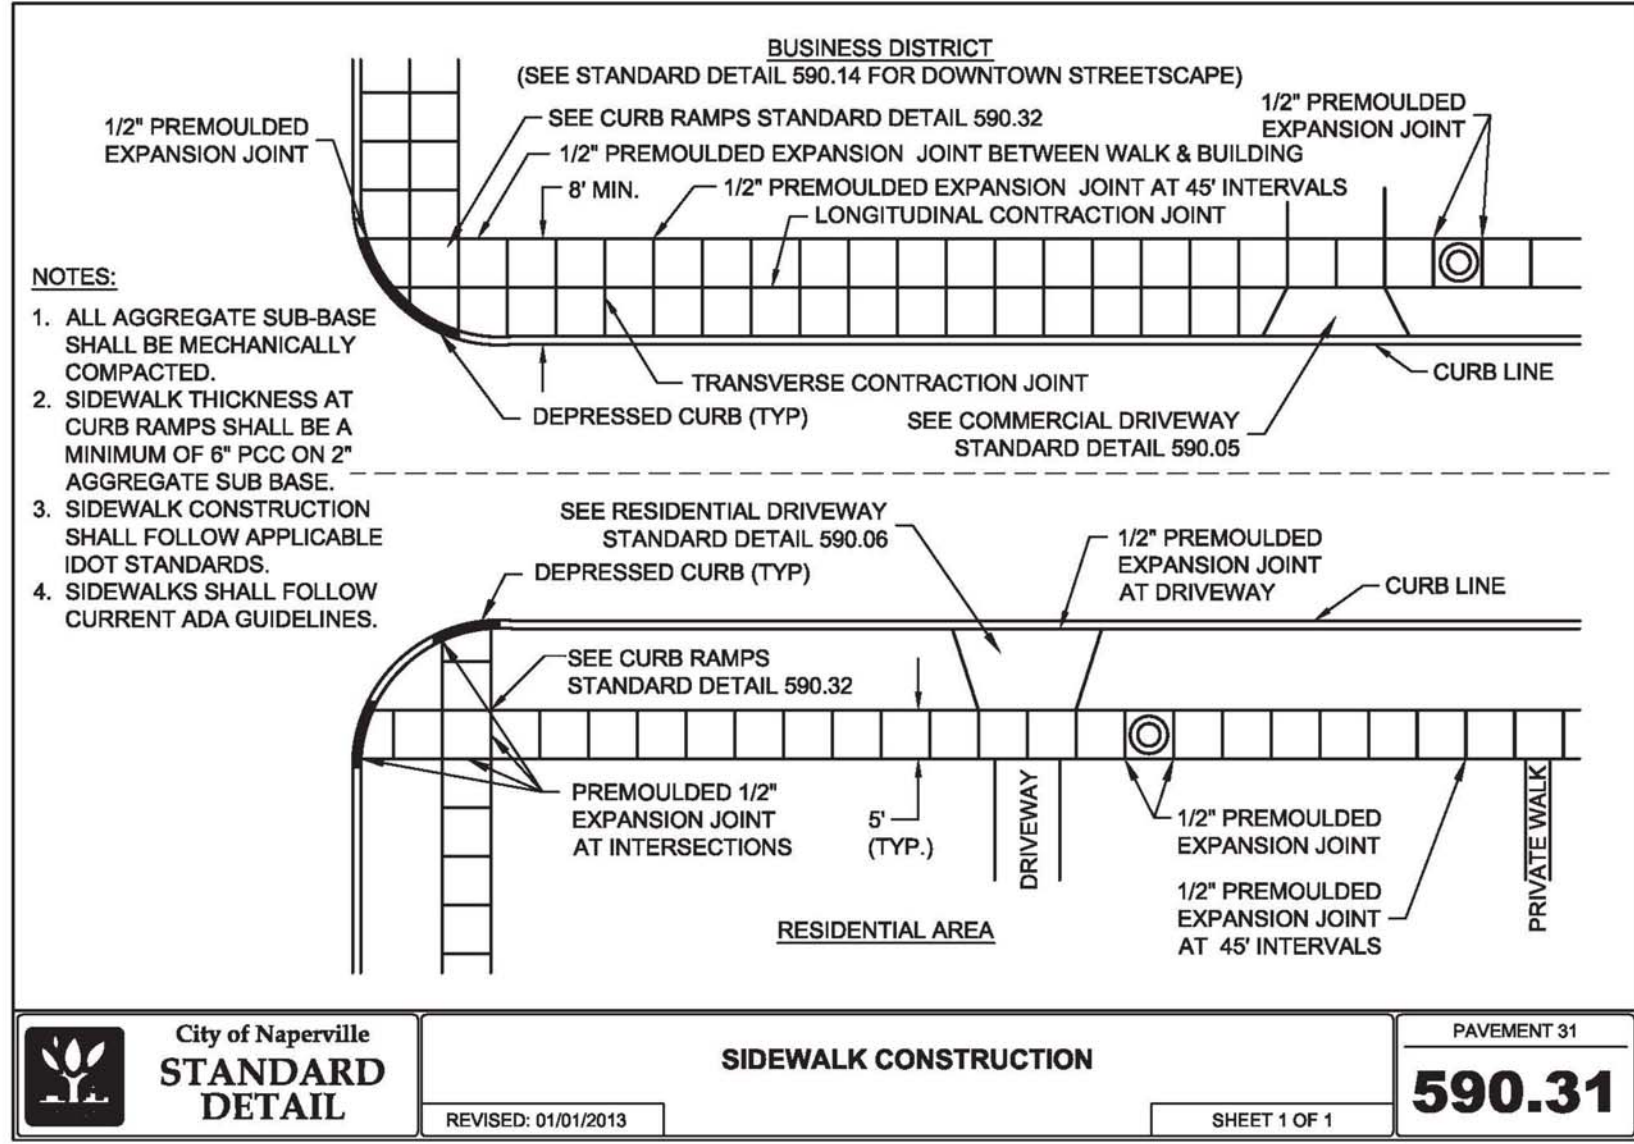 BUSINESS DISTRICT
(SEE STANDARD DETAIL 590.14 FOR DOWNTOWN STREETSCAPE)
1/2" PREMOULDED
EXPANSION JOINT
SEE CURB RAMPS STANDARD DETAIL 590.32
1/2" PREMOULDED
EXPANSION JOINT
1/2" PREMOULDED EXPANSION JOINT BETWEEN WALK & BUILDING
8' MIN.
1/2" PREMOULDED EXPANSION JOINT AT 45' INTERVALS
LONGITUDINAL CONTRACTION JOINT
NOTES:
1. ALL AGGREGATE SUB-BASE
SHALL BE MECHANICALLY
COMPACTED.
2. SIDEWALK THICKNESS AT
CURB RAMPS SHALL BE A
MINIMUM OF 6" PCC ON 2"
AGGREGATE SUB BASE.
3. SIDEWALK CONSTRUCTION
SHALL FOLLOW APPLICABLE
IDOT STANDARDS.
4. SIDEWALKS SHALL FOLLOW
CURRENT ADA GUIDELINES.
TRANSVERSE CONTRACTION JOINT
CURB LINE
DEPRESSED CURB (TYP)
SEE COMMERCIAL DRIVEWAY
STANDARD DETAIL 590.05
SEE RESIDENTIAL DRIVEWAY
STANDARD DETAIL 590.06
1/2" PREMOULDED
EXPANSION JOINT
AT DRIVEWAY
DEPRESSED CURB (TYP)
CURB LINE
SEE CURB RAMPS
STANDARD DETAIL 590.32
PREMOULDED 1/2"
EXPANSION JOINT
AT INTERSECTIONS
5'
(TYP.)
DRIVEWAY
1/2" PREMOULDED
EXPANSION JOINT
PRIVATE WALK
1/2" PREMOULDED
EXPANSION JOINT
AT 45' INTERVALS
RESIDENTIAL AREA
City of Naperville
STANDARD
DETAIL
SIDEWALK CONSTRUCTION
REVISED: 01/01/2013
SHEET 1 OF 1
PAVEMENT 31
590.31